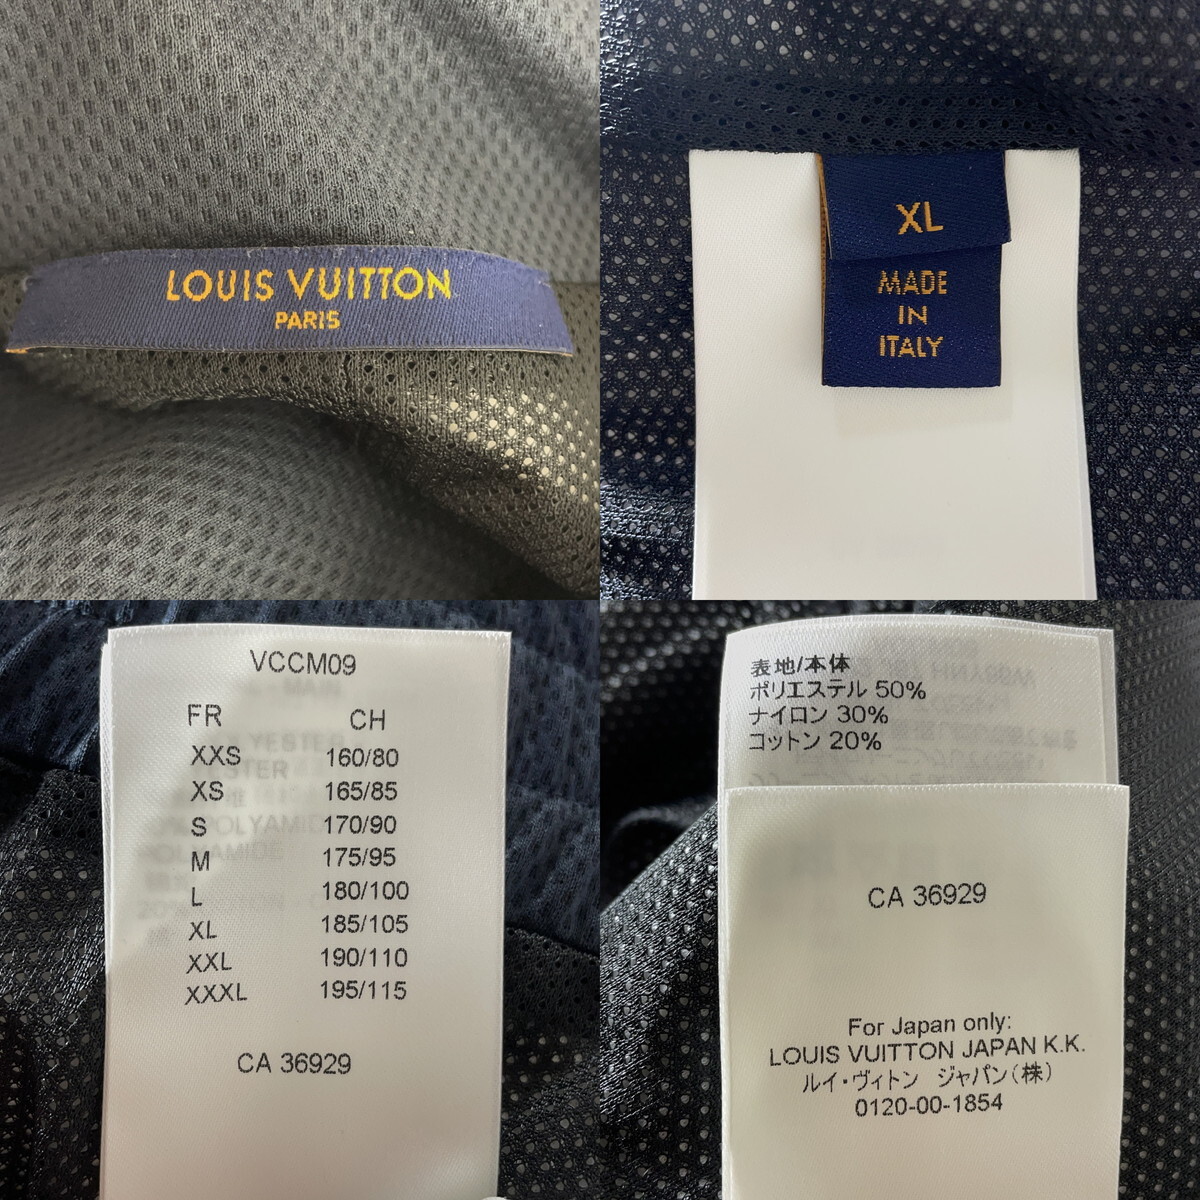 LOUIS VUITTON
PARIS
XL
MADE
IN
ITALY
VCCM09
FR CH
XXS 160/80
XS 165/85
S 170/90
M 175/95
L 180/100
XL 185/105
XXL 190/110
XXXL 195/115
CA 36929
表地/本体
ポリエステル 50%
ナイロン 30%
コットン 20%
CA 36929
For Japan only:
LOUIS VUITTON JAPAN K.K.
ルイ・ヴィトン ジャパン(株)
0120-00-1854